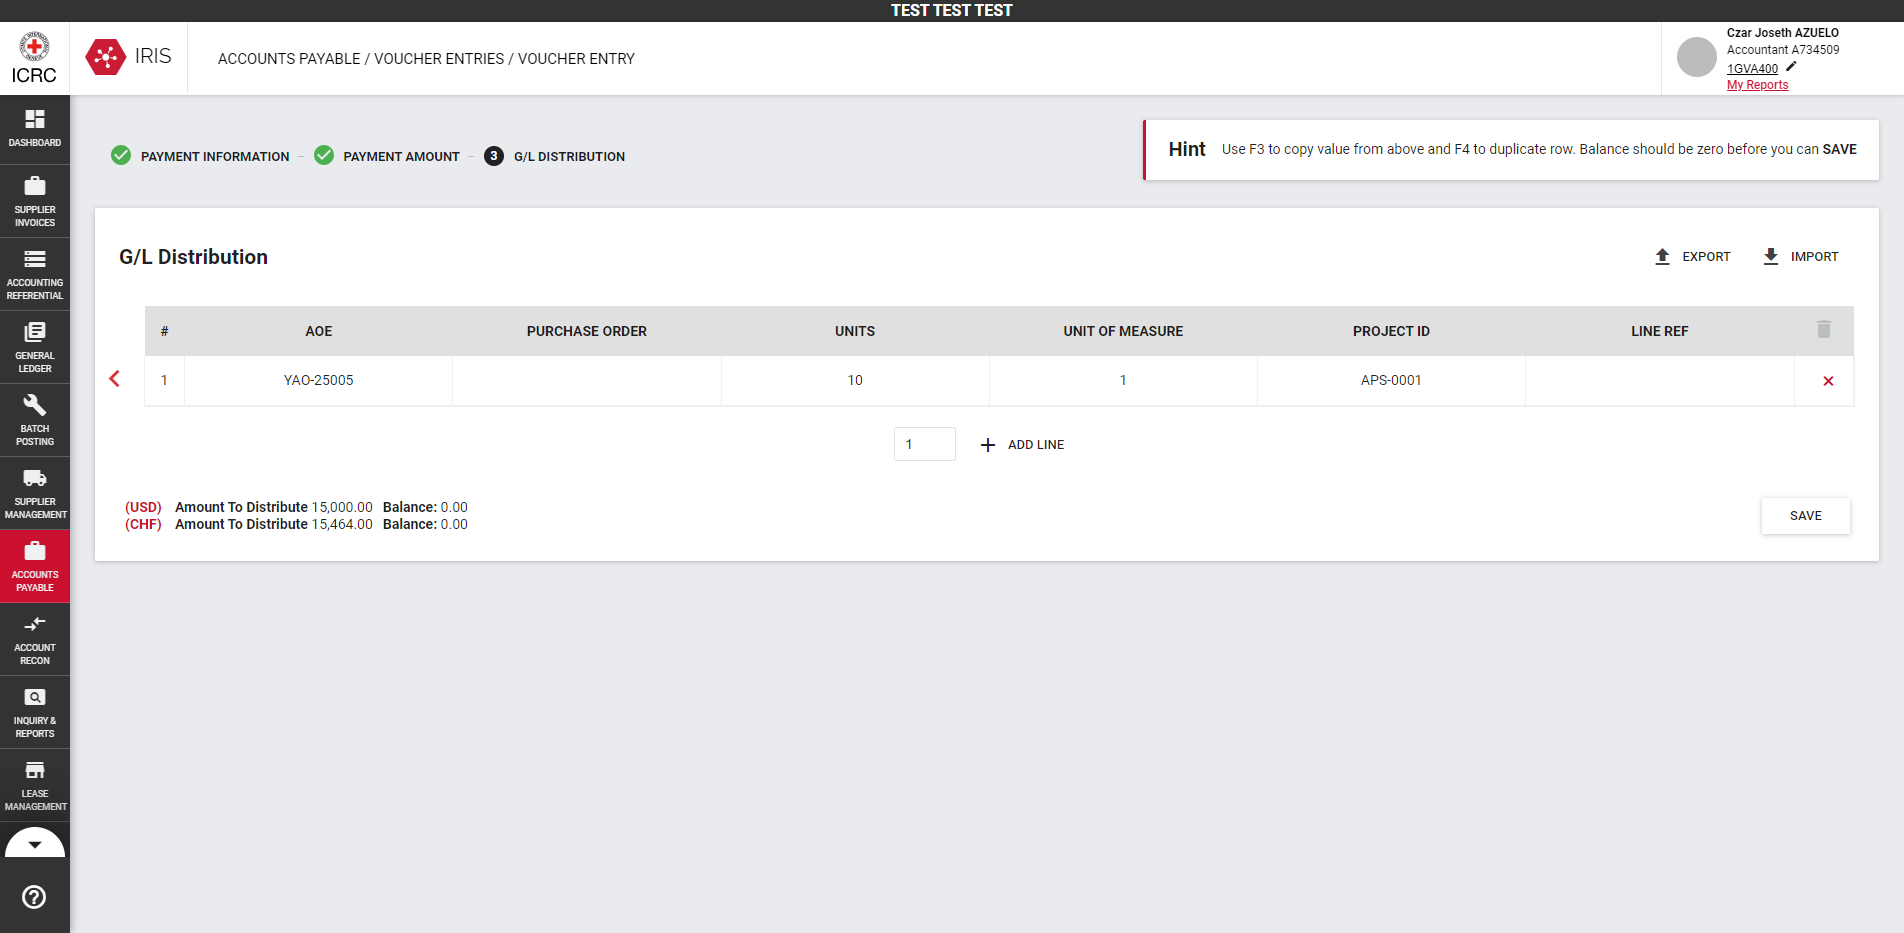 TEST TEST TEST
ICRC
IRIS
ACCOUNTS PAYABLE / VOUCHER ENTRIES / VOUCHER ENTRY
Czar Joseth AZUELO
Accountant A734509
1GVA400
My Reports
DASHBOARD
SUPPLIER
INVOICES
ACCOUNTING
REFERENTIAL
GENERAL
LEDGER
BATCH
POSTING
SUPPLIER
MANAGEMENT
ACCOUNTS
PAYABLE
ACCOUNT
RECON
INQUIRY &
REPORTS
LEASE
MANAGEMENT
PAYMENT INFORMATION
PAYMENT AMOUNT
3 G/L DISTRIBUTION
Hint Use F3 to copy value from above and F4 to duplicate row. Balance should be zero before you can SAVE
G/L Distribution
EXPORT IMPORT
# AOE PURCHASE ORDER UNITS UNIT OF MEASURE PROJECT ID LINE REF
1 YAO-25005 10 1 APS-0001
1 ADD LINE
(USD) Amount To Distribute 15,000.00 Balance: 0.00
(CHF) Amount To Distribute 15,464.00 Balance: 0.00
SAVE